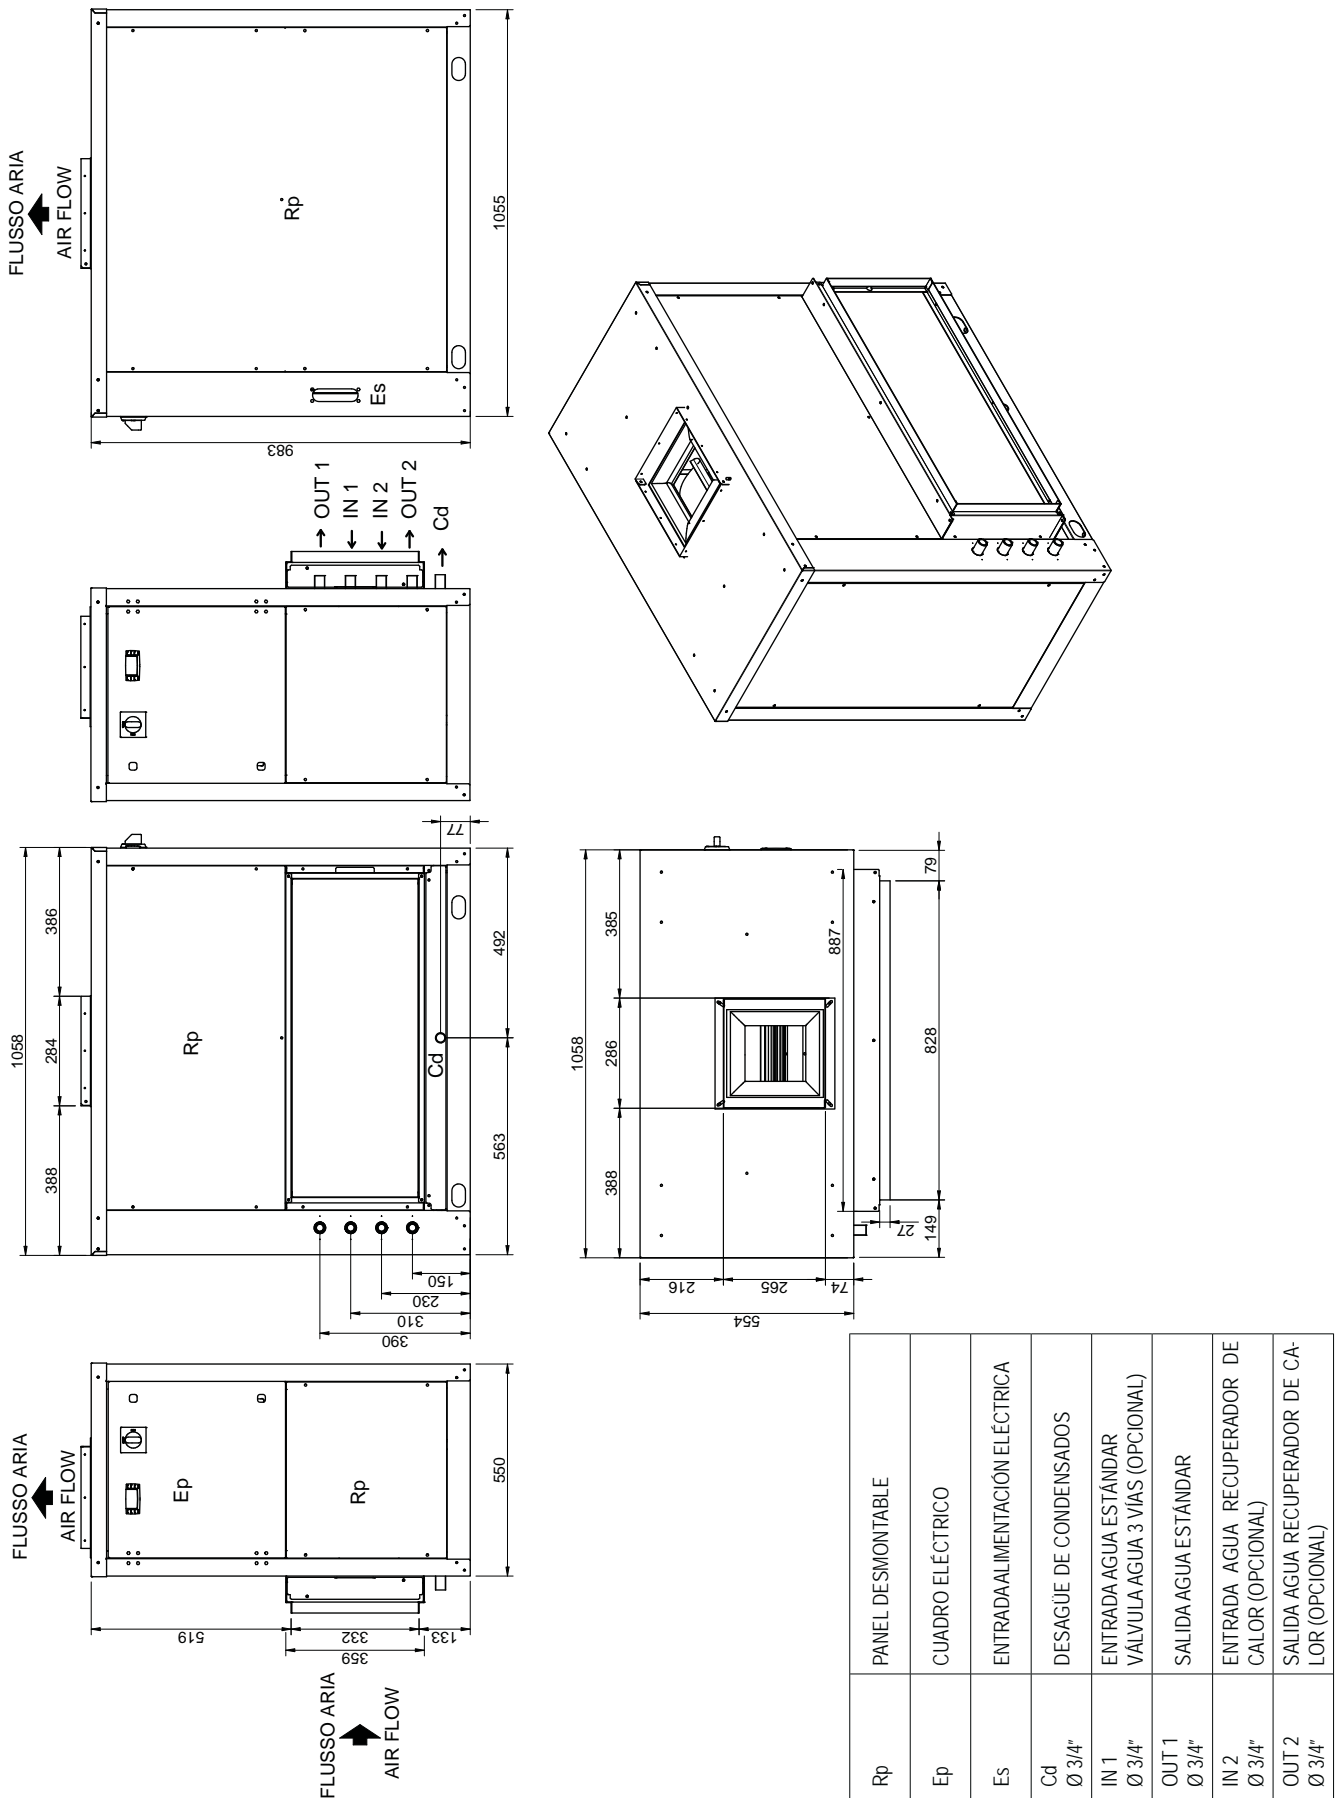 FLUSSO ARIA
AIR FLOW
Rp
1055
Es
983
OUT 1
IN 1
IN 2
OUT 2
Cd
77
1058
386
284
388
Rp
Cd
492
563
150
230
310
390
1058
385
286
388
887
828
79
149
27
216
265
74
554
FLUSSO ARIA
AIR FLOW
Ep
Rp
550
519
332
133
359
FLUSSO ARIA
AIR FLOW
Rp PANEL DESMONTABLE
Ep CUADRO ELÉCTRICO
Es ENTRADA ALIMENTACIÓN ELÉCTRICA
Cd DESAGÜE DE CONDENSADOS
Ø 3/4"
IN 1 ENTRADA AGUA ESTÁNDAR
Ø 3/4" VÁLVULA AGUA 3 VÍAS (OPCIONAL)
OUT 1 SALIDA AGUA ESTÁNDAR
Ø 3/4"
IN 2 ENTRADA AGUA RECUPERADOR DE
Ø 3/4" CALOR (OPCIONAL)
OUT 2 SALIDA AGUA RECUPERADOR DE CA-
Ø 3/4" LOR (OPCIONAL)